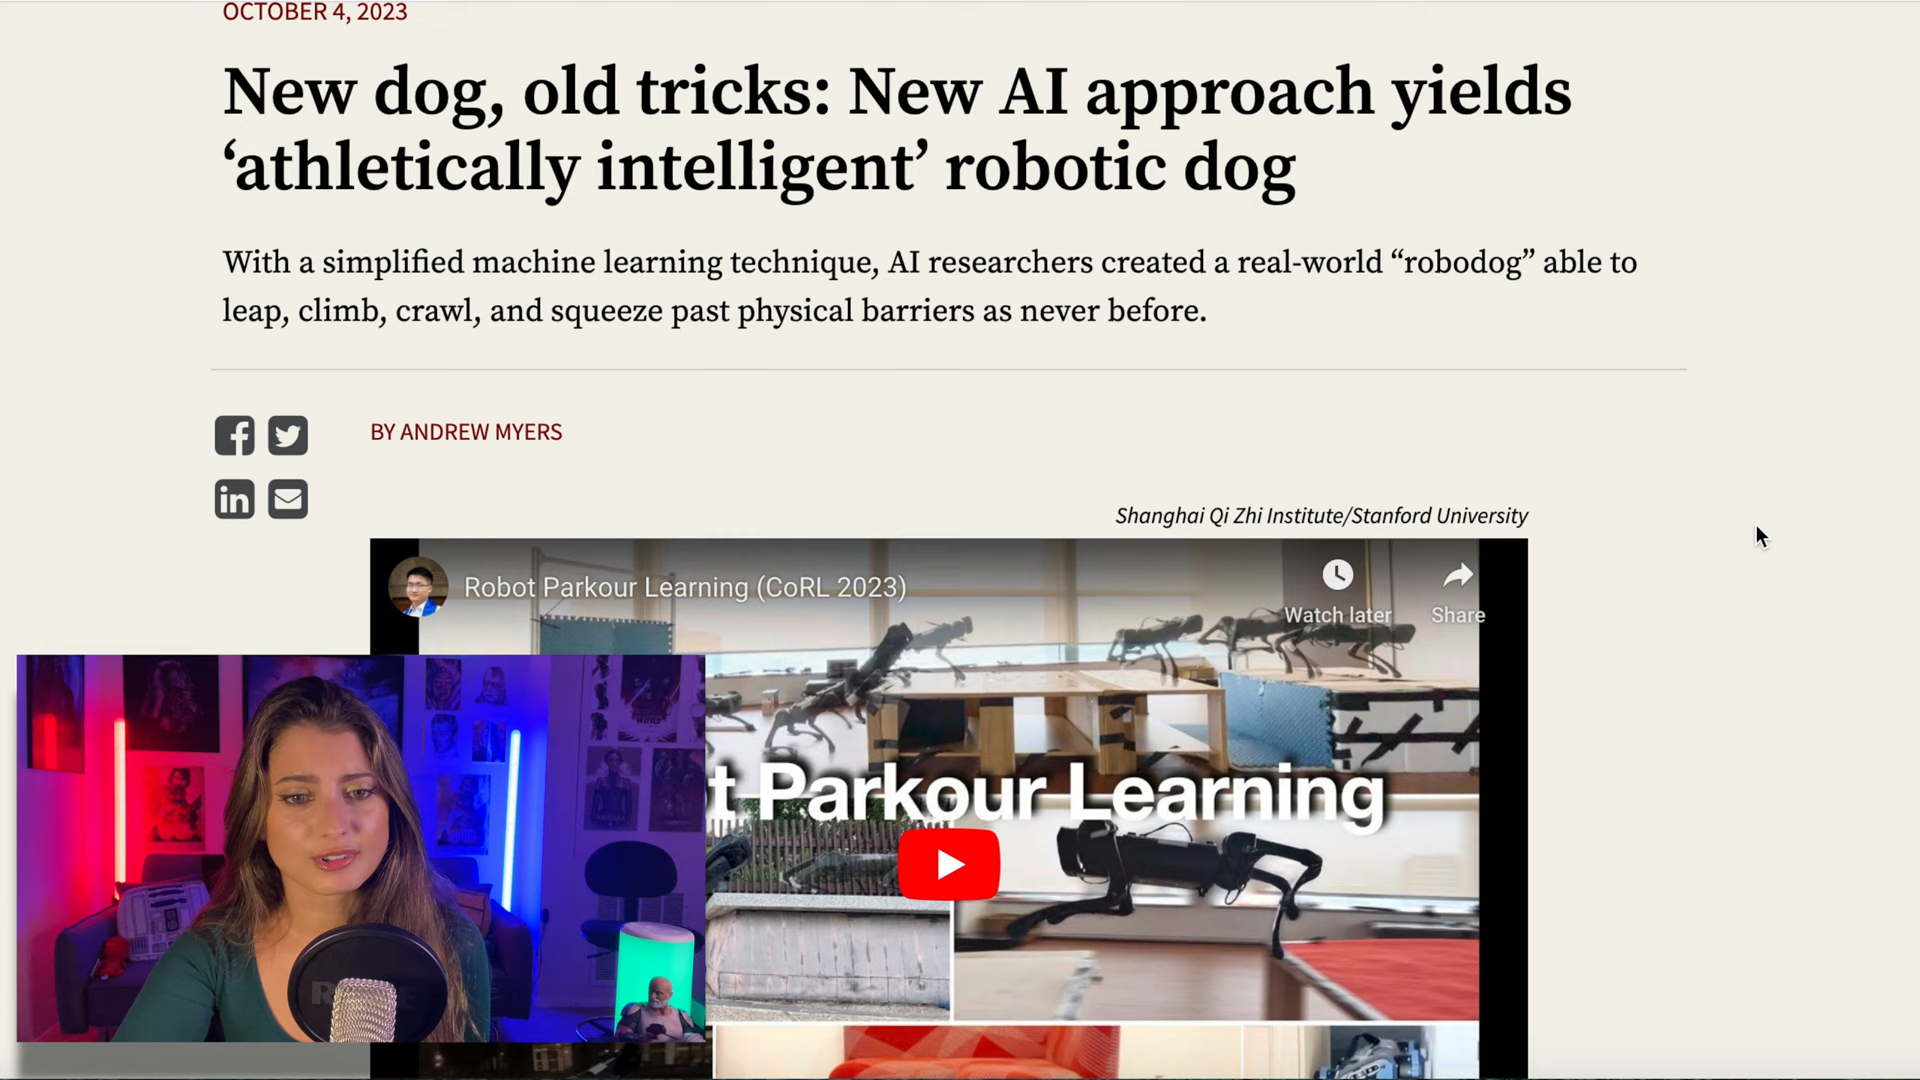 OCTOBER 4, 2023
New dog, old tricks: New AI approach yields
‘athletically intelligent’ robotic dog
With a simplified machine learning technique, AI researchers created a real-world “robodog” able to
leap, climb, crawl, and squeeze past physical barriers as never before.
BY ANDREW MYERS
Shanghai Qi Zhi Institute/Stanford University
Robot Parkour Learning (CoRL 2023)
Watch later
Share
t Parkour Learning